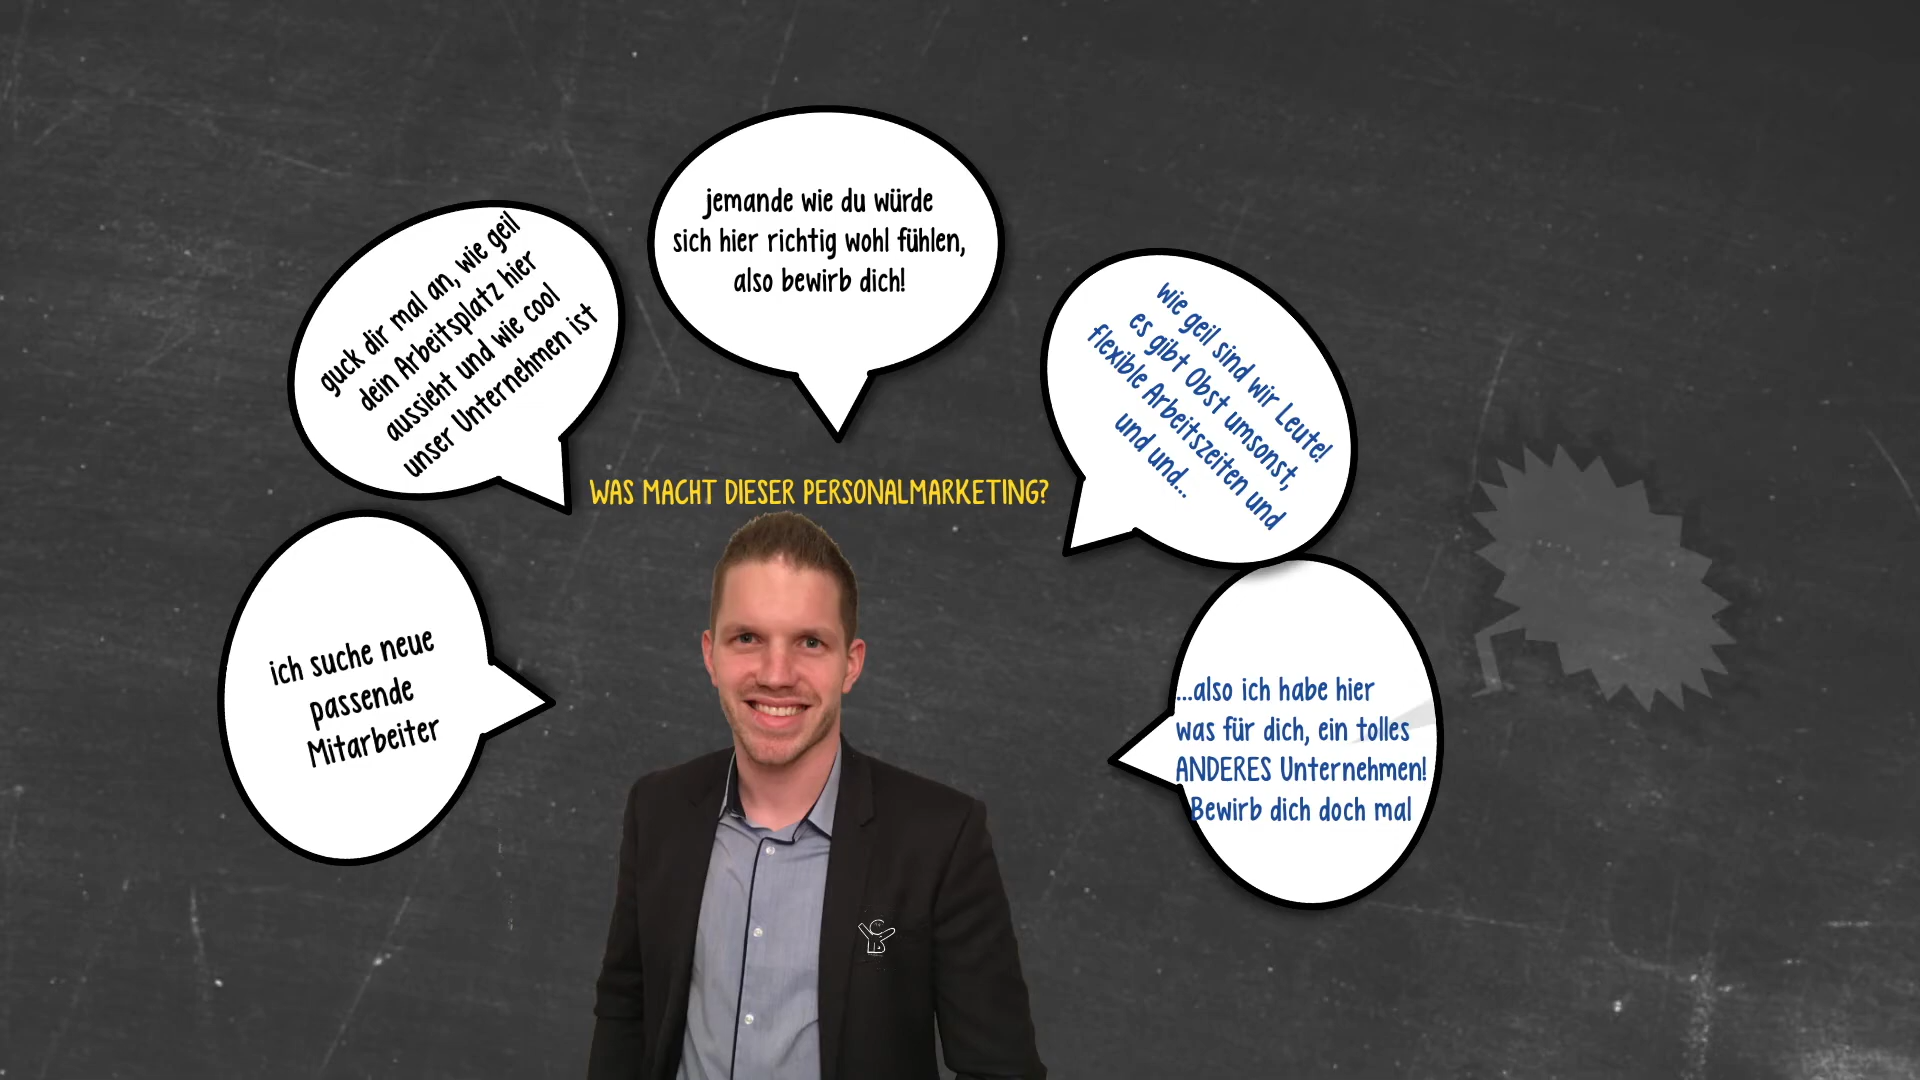 jemande wie du würde
sich hier richtig wohl fühlen,
also bewirb dich!
guck dir mal an, wie geil
dein Arbeitsplatz hier
aussieht und wie cool
unser Unternehmen ist
wie geil sind wir Leute!
es gibt Obst umsonst,
flexible Arbeitszeiten und
und und...
WAS MACHT DIESER PERSONALMARKETING?
ich suche neue
passende
Mitarbeiter
...also ich habe hier
was für dich, ein tolles
ANDERES Unternehmen!
Bewirb dich doch mal